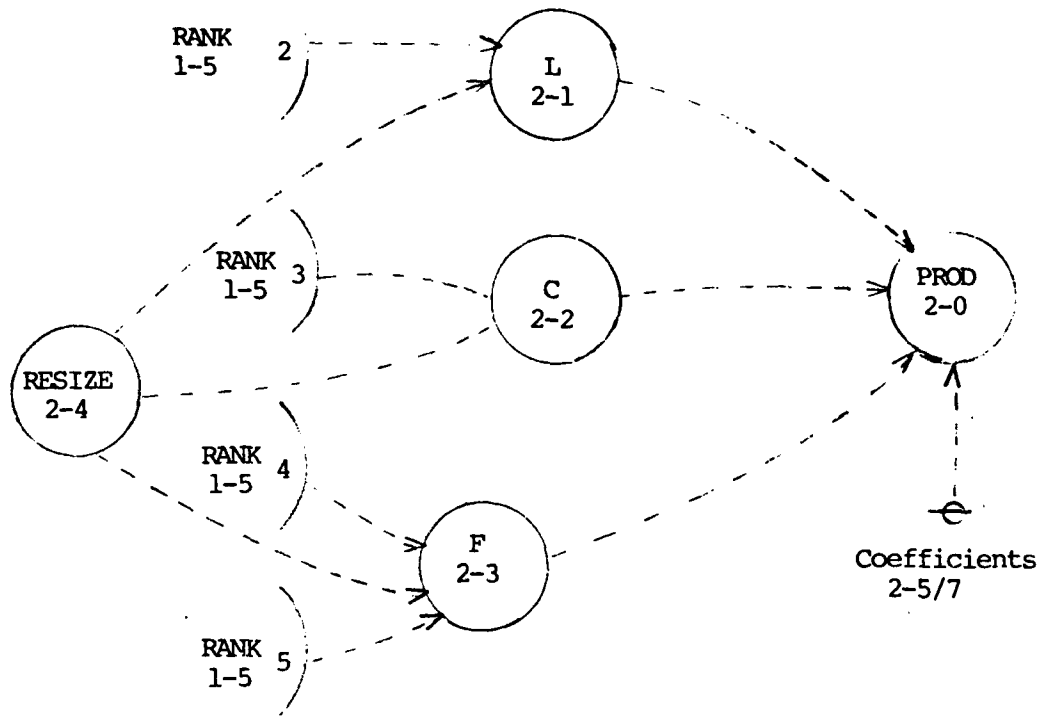 RANK 2
1-5
L
2-1
RANK 3
1-5
C
2-2
PROD
2-0
RESIZE
2-4
RANK 4
1-5
F
2-3
Coefficients
2-5/7
RANK 5
1-5